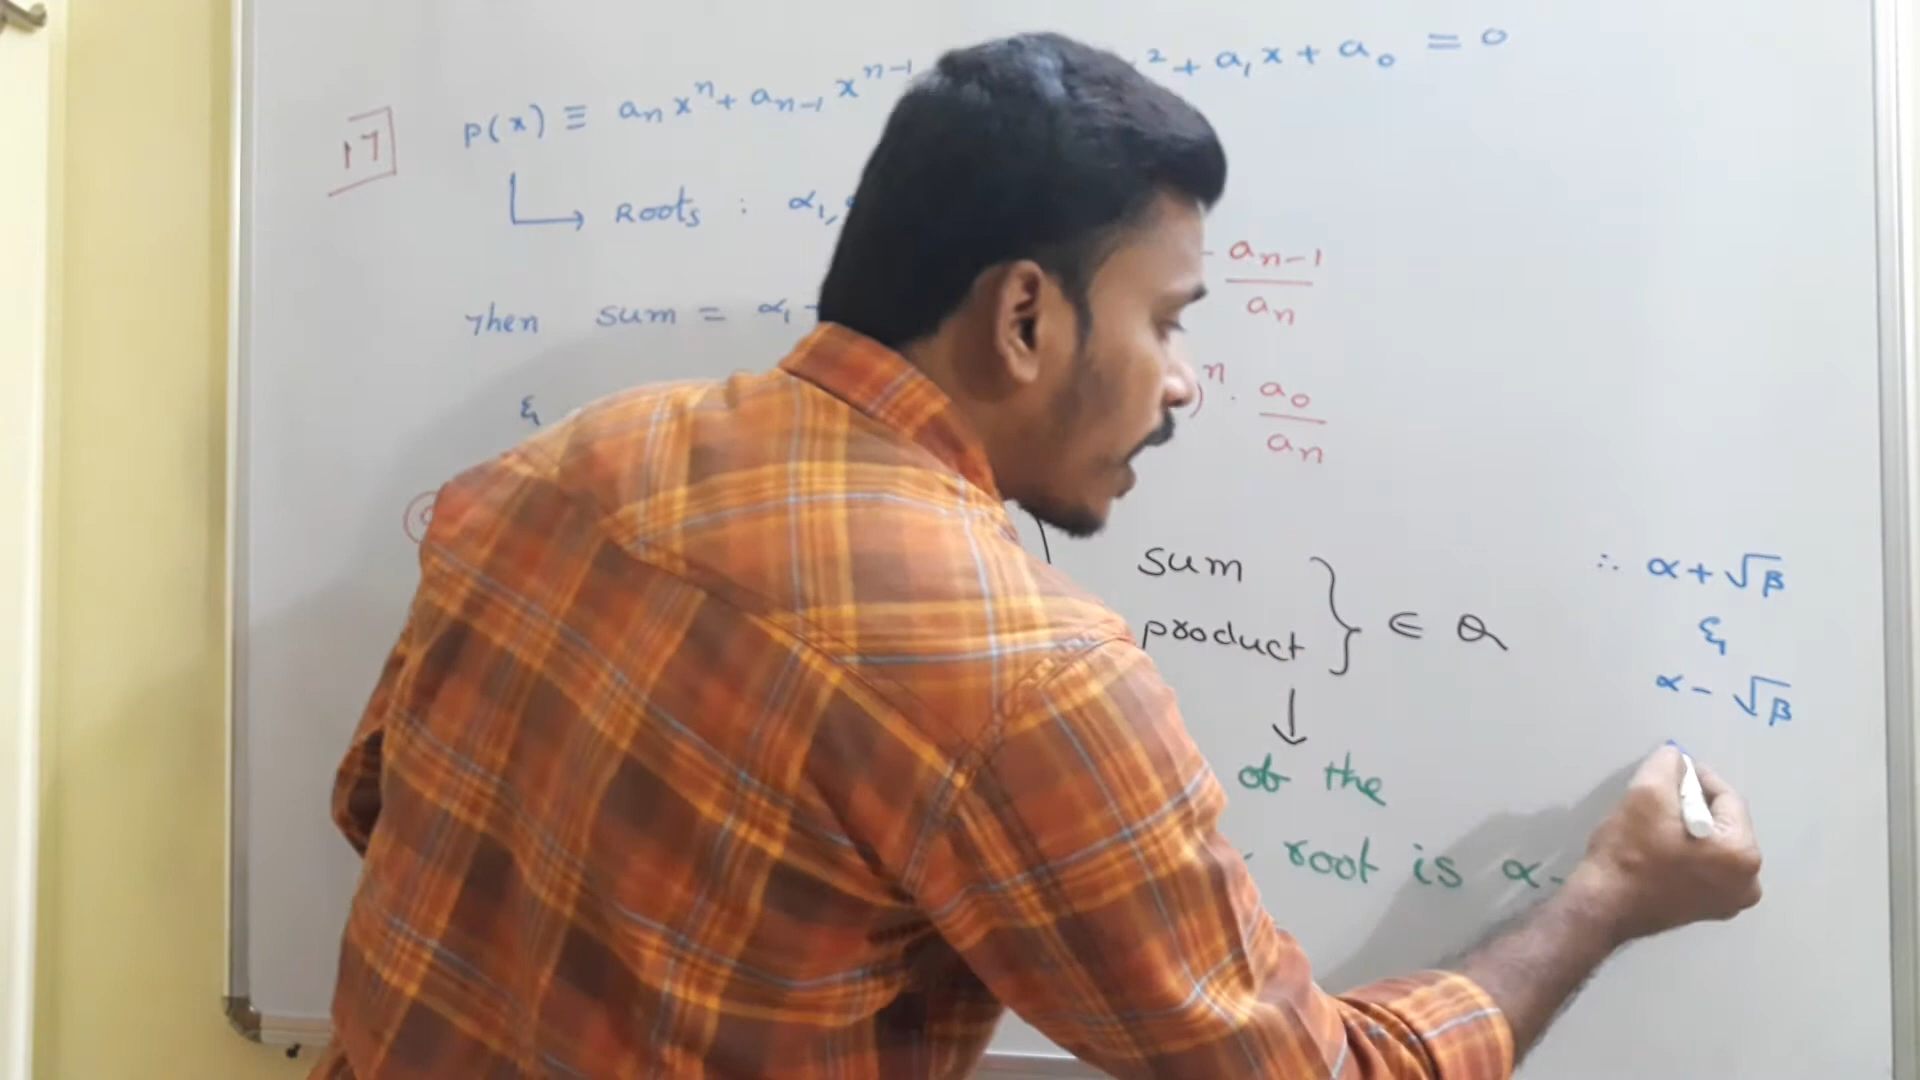 17
P(x) ≡ aₙxⁿ + aₙ₋₁xⁿ⁻¹ ² + a₁x + a₀ = 0
Roots : α₁,
Then sum = α₁ - aₙ₋₁/aₙ
& )ⁿ · a₀/aₙ
sum
product } ∈ Q
↓
of the
root is α -
∴ α + √β
&
α - √β